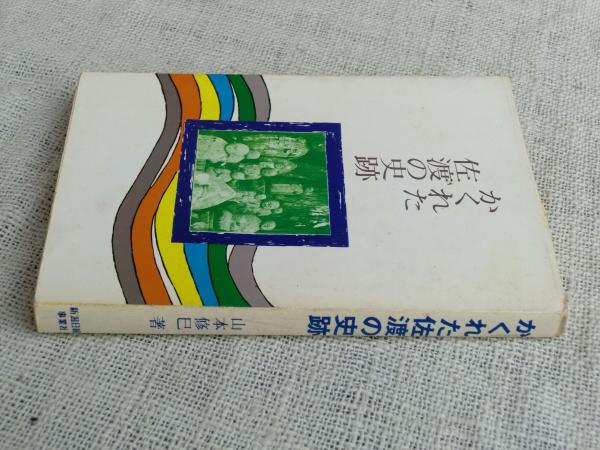 かくれた
佐渡の史跡
かくれた佐渡の史跡
山本修巳 著
新潟日報
事業社